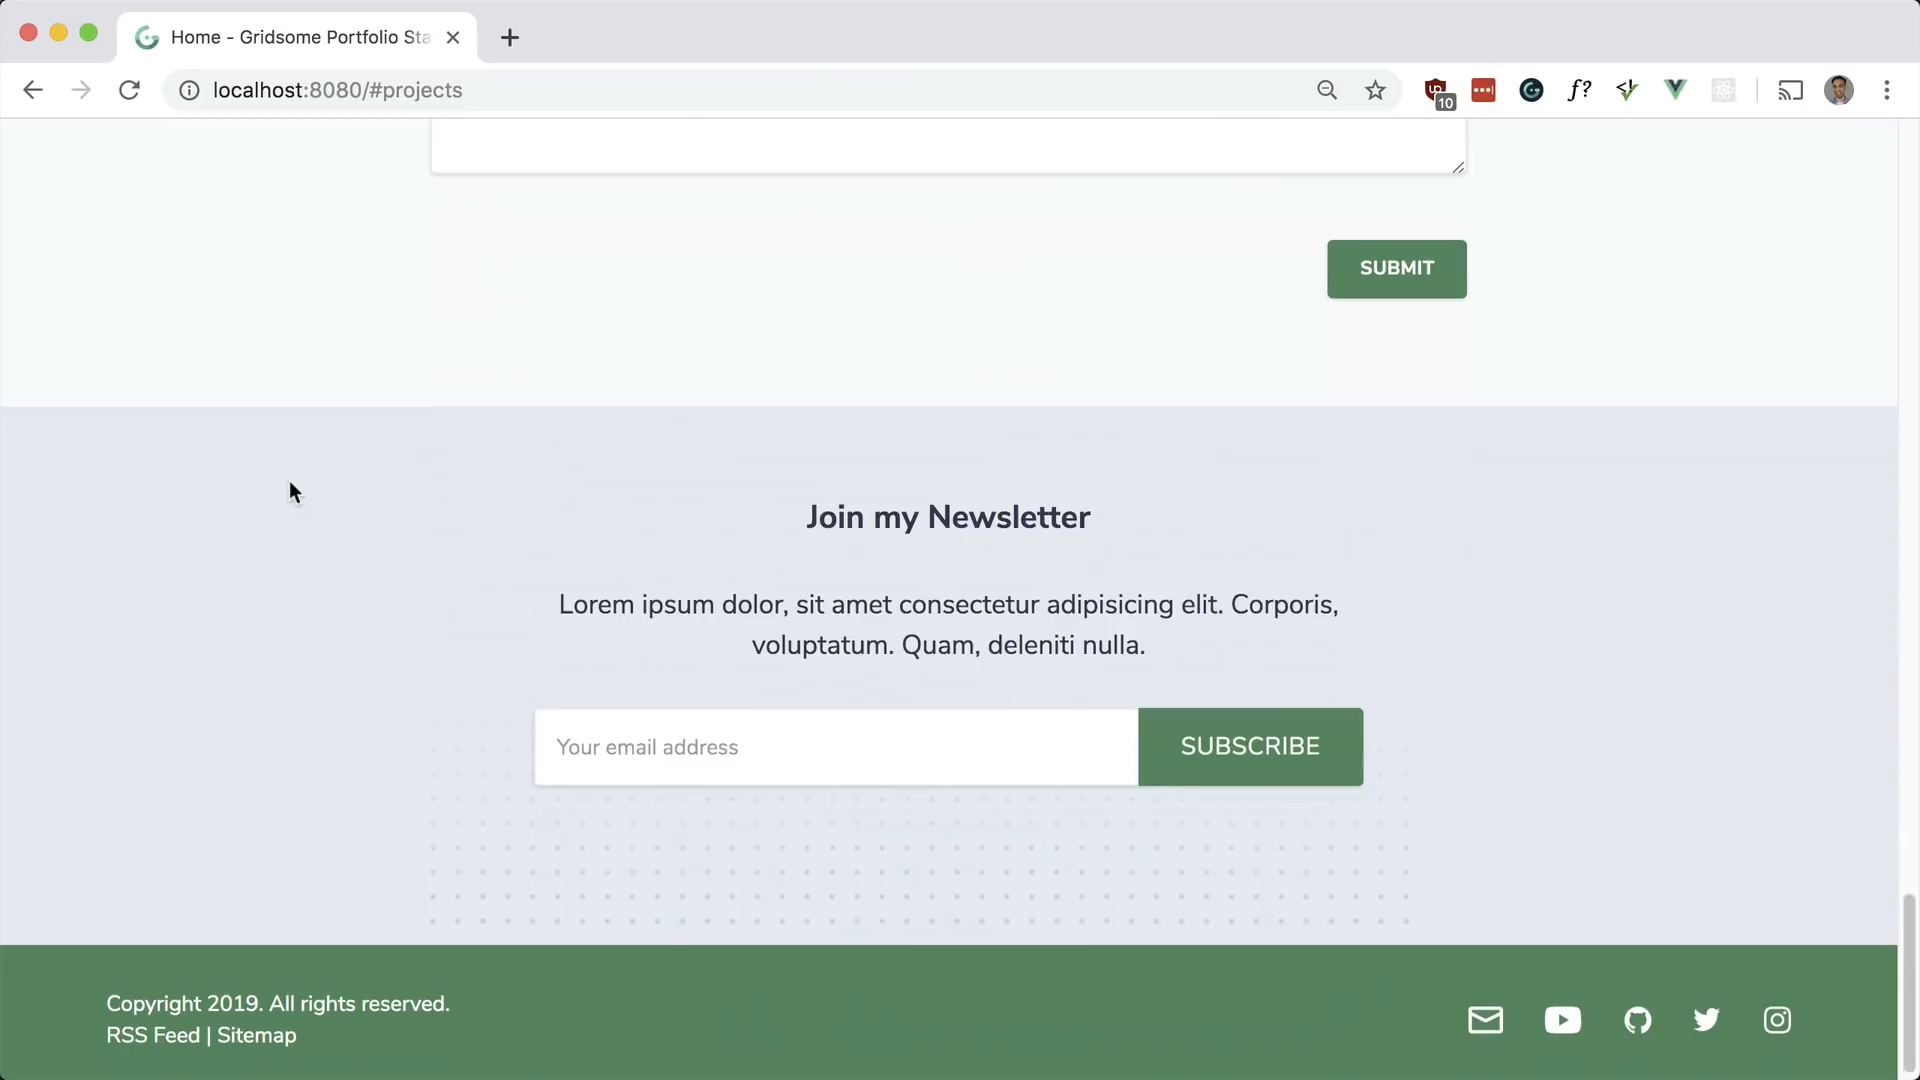 Home - Gridsome Portfolio Sta
localhost:8080/#projects
10
f?
SUBMIT
Join my Newsletter
Lorem ipsum dolor, sit amet consectetur adipisicing elit. Corporis,
voluptatum. Quam, deleniti nulla.
Your email address
SUBSCRIBE
Copyright 2019. All rights reserved.
RSS Feed | Sitemap